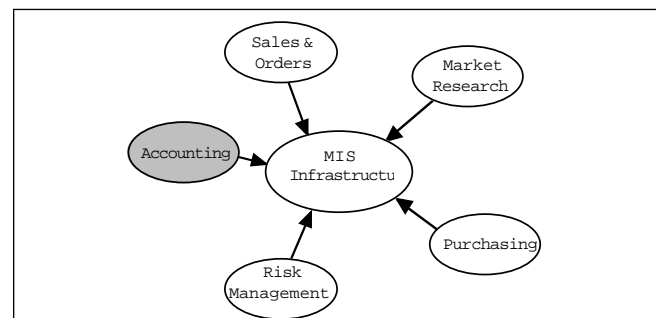 Sales &
Orders
Market
Research
Accounting
MIS
Infrastructu
Purchasing
Risk
Management